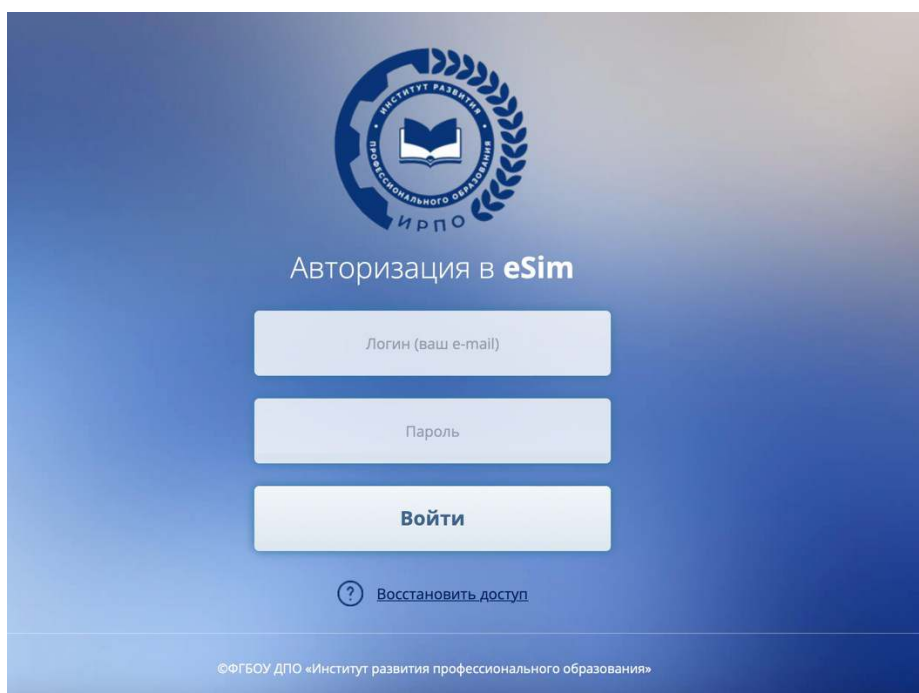 ИНСТИТУТ РАЗВИТИЯ
ПРОФЕССИОНАЛЬНОГО ОБРАЗОВАНИЯ
ИРПО
Авторизация в eSim
Логин (ваш e-mail)
Пароль
Войти
? Восстановить доступ
©ФГБОУ ДПО «Институт развития профессионального образования»